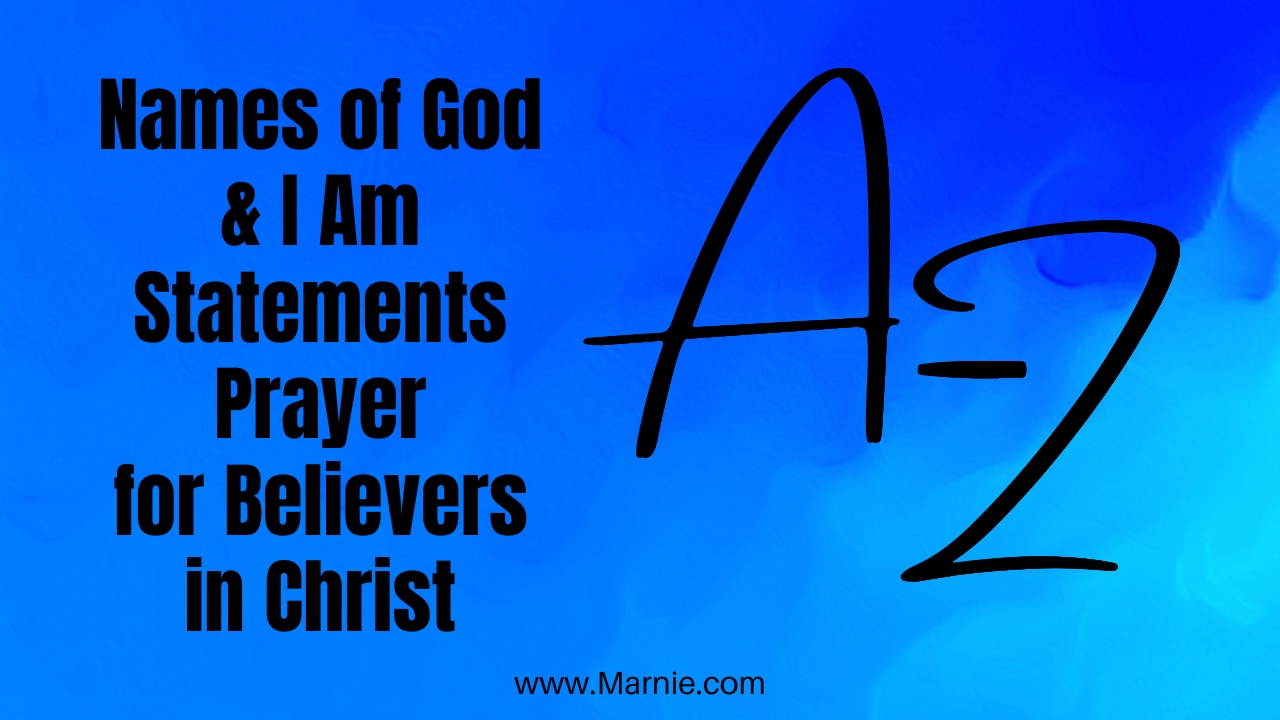 Names of God
& I Am
Statements
Prayer
for Believers
in Christ
A-Z
www.Marnie.com